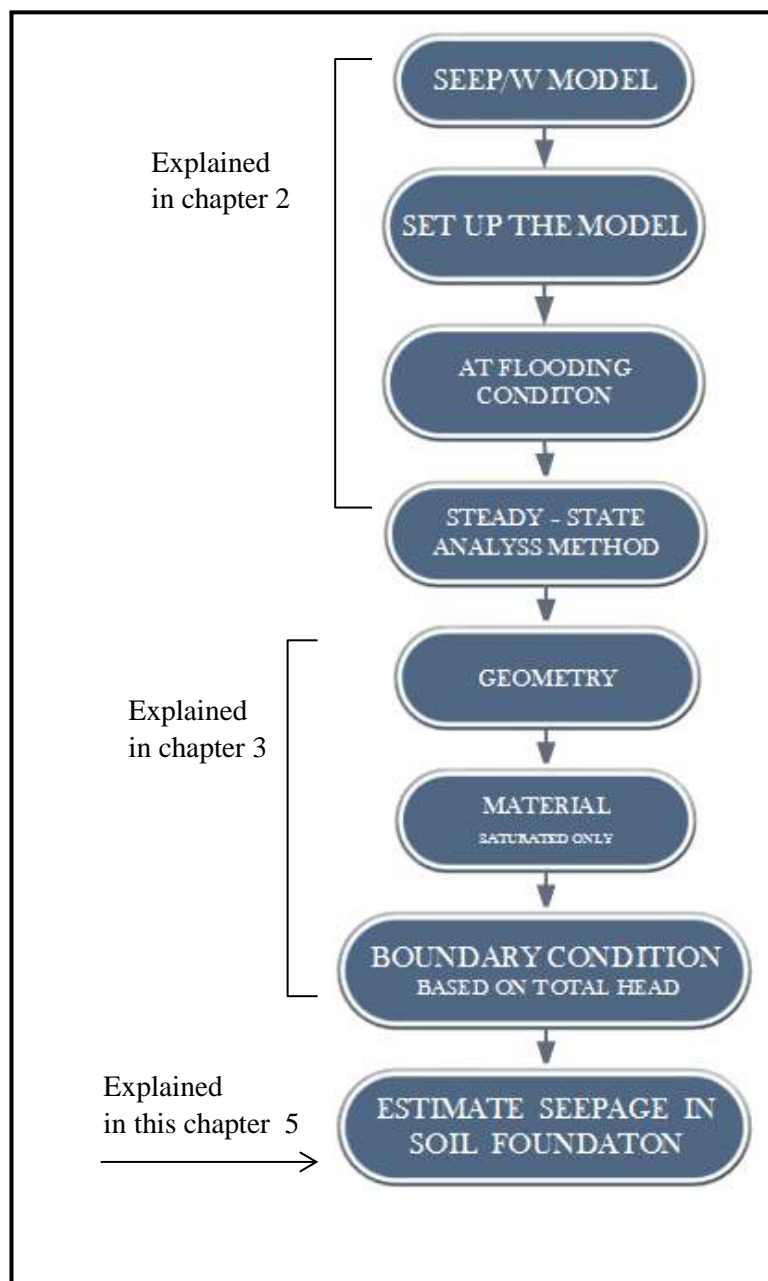 SEEP/W MODEL
Explained
in chapter 2
SET UP THE MODEL
AT FLOODING
CONDITON
STEADY - STATE
ANALYSS METHOD
GEOMETRY
Explained
in chapter 3
MATERIAL
SATURATED ONLY
BOUNDARY CONDITION
BASED ON TOTAL HEAD
Explained
in this chapter 5
ESTIMATE SEEPAGE IN
SOIL FOUNDATON